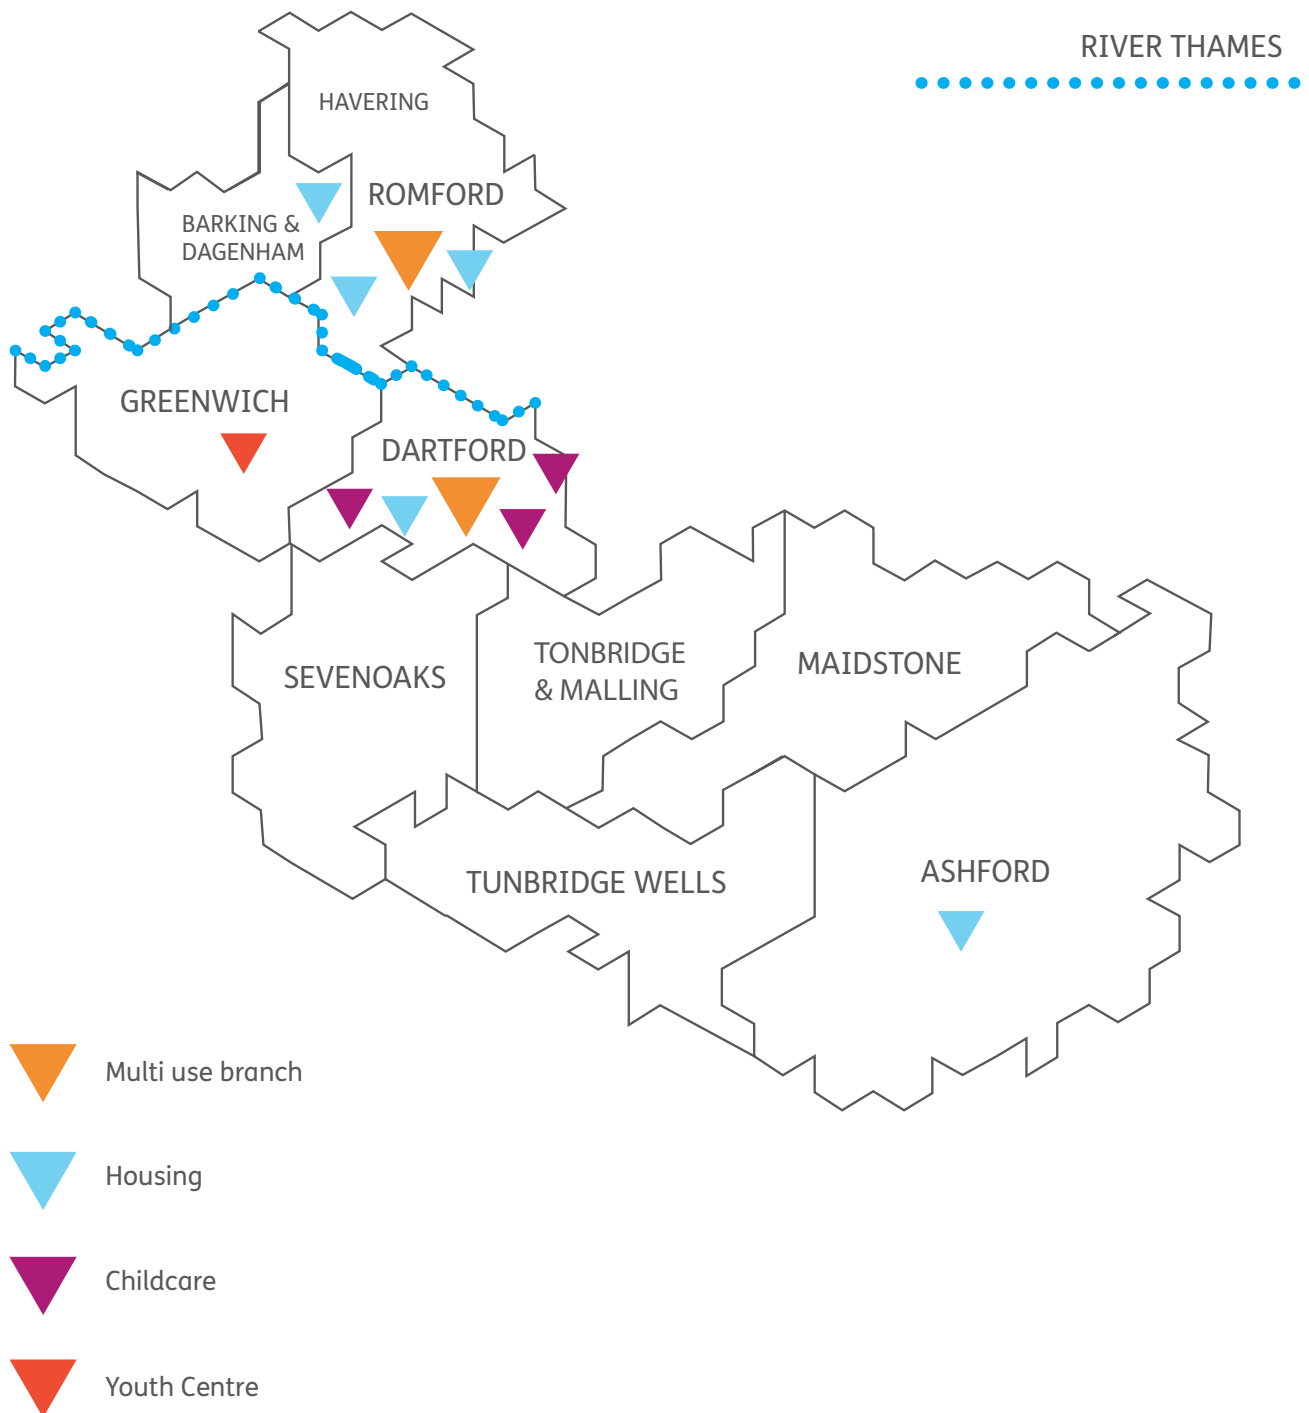 RIVER THAMES
HAVERING
ROMFORD
BARKING &
DAGENHAM
GREENWICH
DARTFORD
SEVENOAKS
TONBRIDGE
& MALLING
MAIDSTONE
TUNBRIDGE WELLS
ASHFORD
Multi use branch
Housing
Childcare
Youth Centre